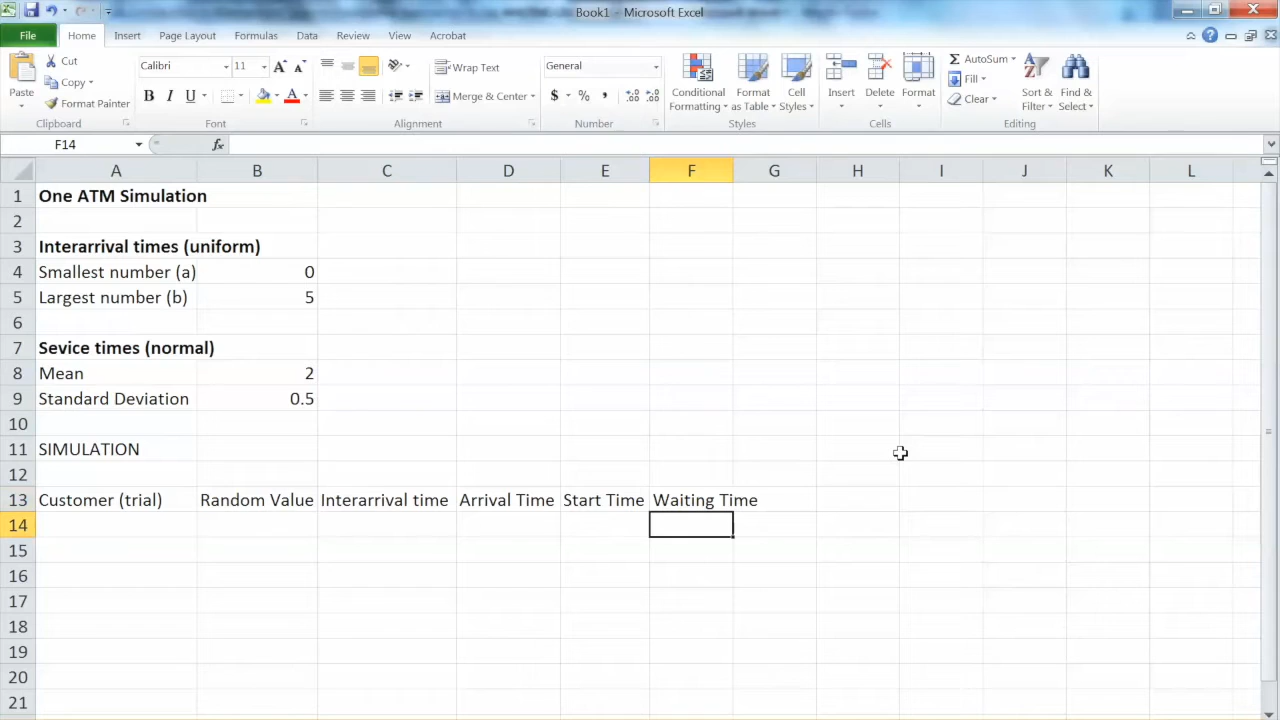 Book1 - Microsoft Excel
File Home Insert Page Layout Formulas Data Review View Acrobat
Cut
Copy
Format Painter
Paste
Clipboard
Calibri 11
B I U
Font
Wrap Text
Merge & Center
Alignment
General
$ % ,
Number
Conditional Formatting
Format as Table
Cell Styles
Styles
Insert Delete Format
Cells
AutoSum
Fill
Clear
Sort & Filter
Find & Select
Editing
F14 fx
A B C D E F G H I J K L
1 One ATM Simulation
2
3 Interarrival times (uniform)
4 Smallest number (a) 0
5 Largest number (b) 5
6
7 Sevice times (normal)
8 Mean 2
9 Standard Deviation 0.5
10
11 SIMULATION
12
13 Customer (trial) Random Value Interarrival time Arrival Time Start Time Waiting Time
14
15
16
17
18
19
20
21